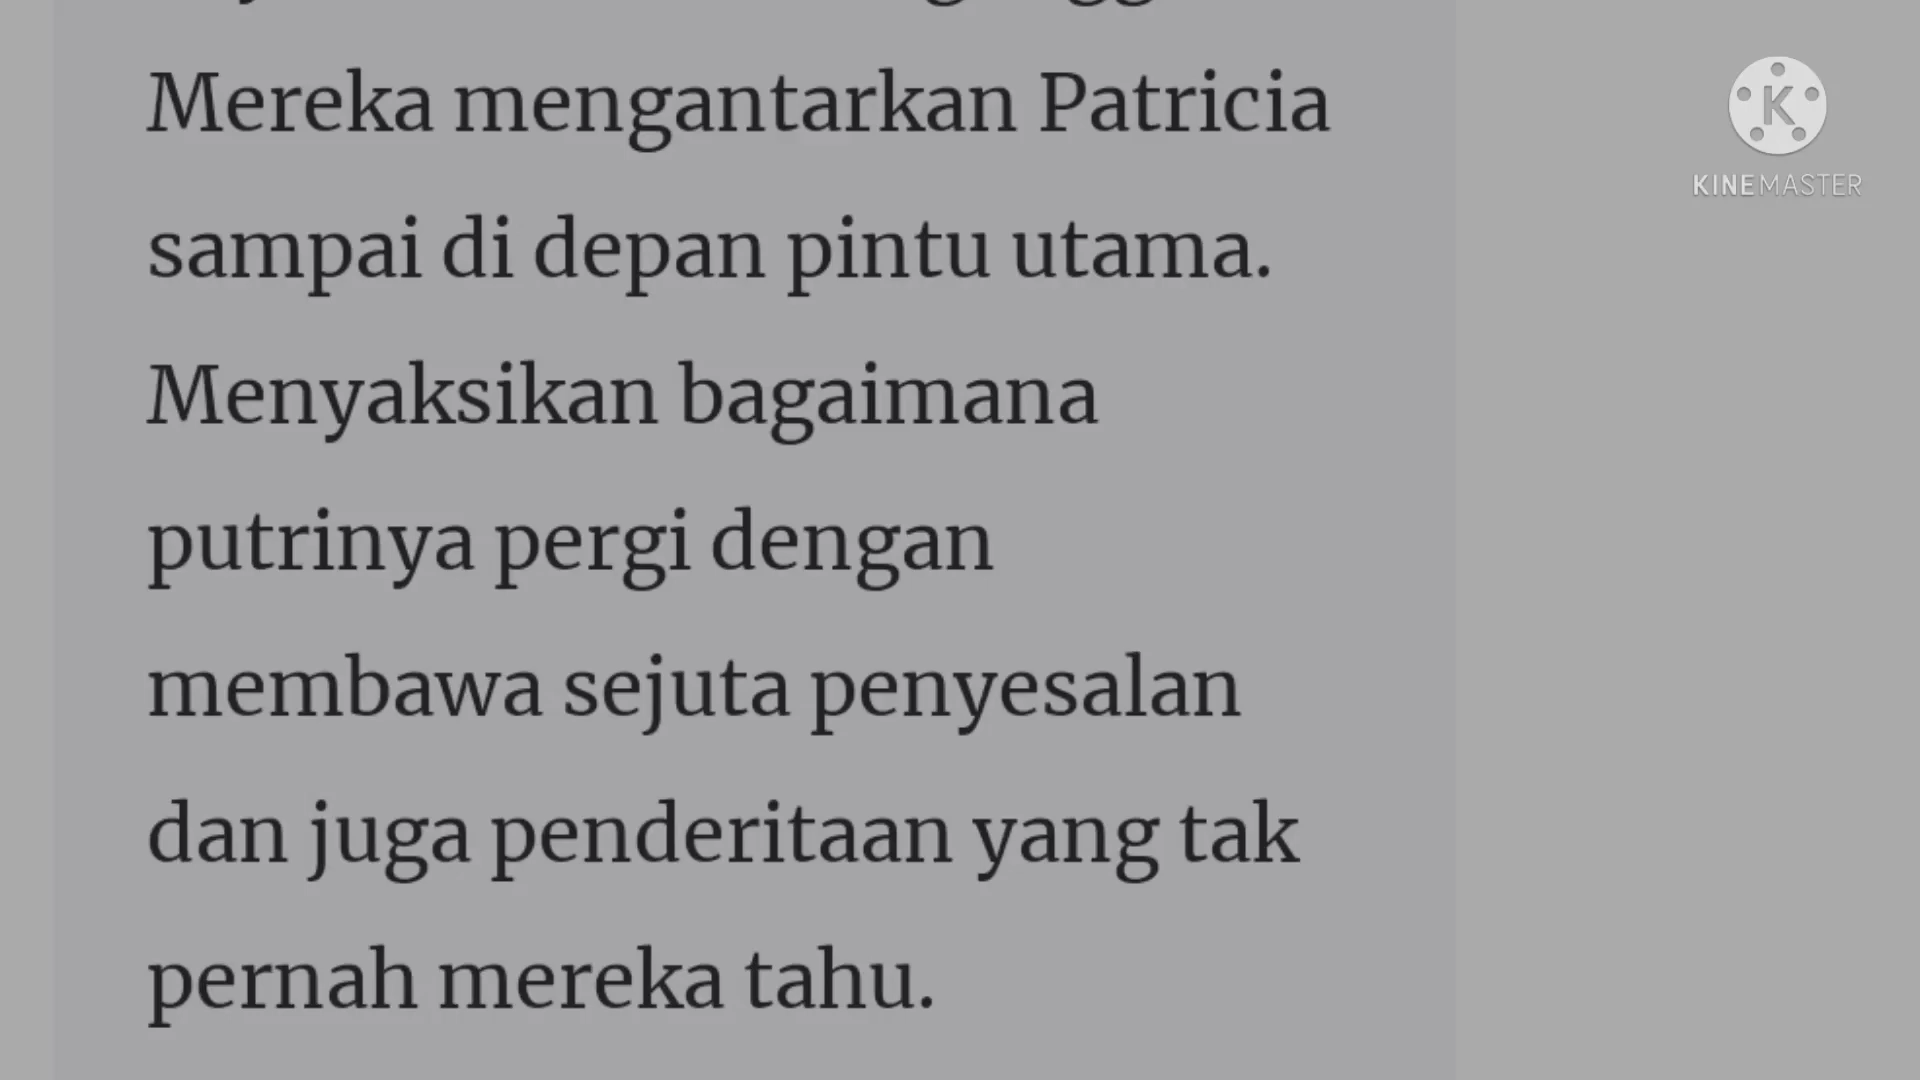 Mereka mengantarkan Patricia
sampai di depan pintu utama.
Menyaksikan bagaimana
putrinya pergi dengan
membawa sejuta penyesalan
dan juga penderitaan yang tak
pernah mereka tahu.
K
KINEMASTER